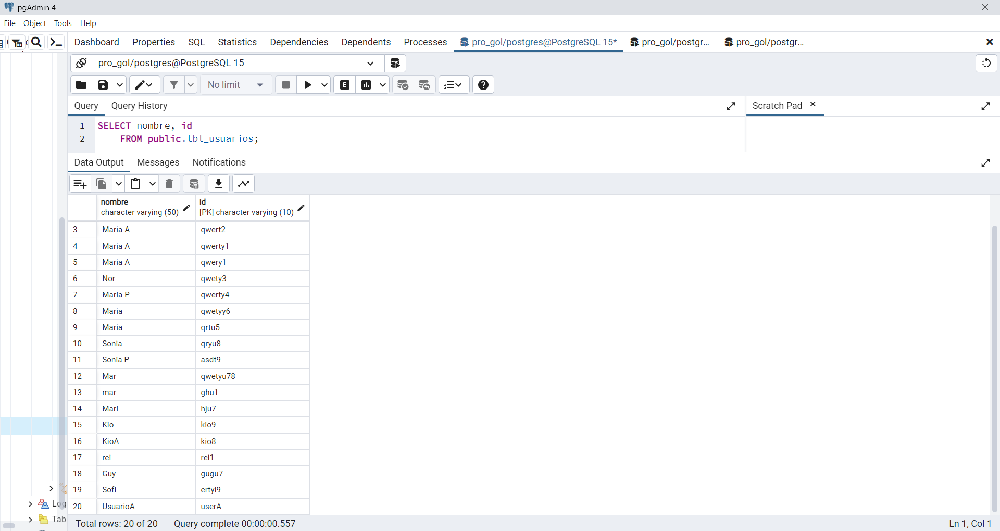 pgAdmin 4
File Object Tools Help
Dashboard Properties SQL Statistics Dependencies Dependents Processes pro_gol/postgres@PostgreSQL 15* pro_gol/postgr... pro_gol/postgr...
pro_gol/postgres@PostgreSQL 15
No limit
Query Query History Scratch Pad
1 SELECT nombre, id
2 FROM public.tbl_usuarios;
Data Output Messages Notifications
nombre id
character varying (50) [PK] character varying (10)
3 Maria A qwert2
4 Maria A qwerty1
5 Maria A qwery1
6 Nor qwety3
7 Maria P qwerty4
8 Maria qwetyy6
9 Maria qrtu5
10 Sonia qryu8
11 Sonia P asdt9
12 Mar qwetyu78
13 mar ghu1
14 Mari hju7
15 Kio kio9
16 KioA kio8
17 rei rei1
18 Guy gugu7
19 Sofi ertyi9
20 UsuarioA userA
Log
Tabl
Total rows: 20 of 20 Query complete 00:00:00.557 Ln 1, Col 1